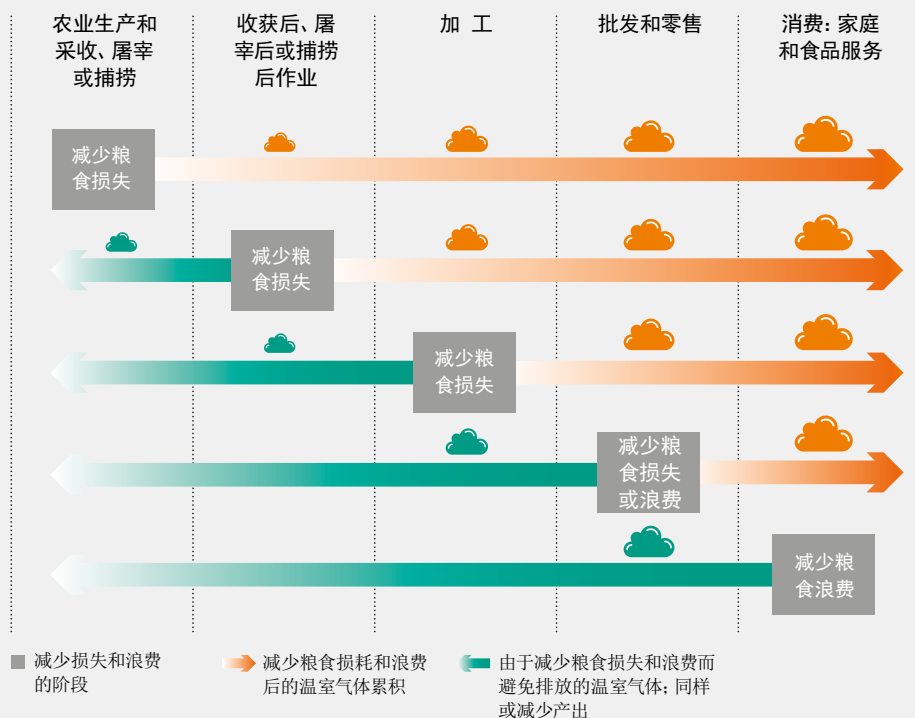 农业生产和
采收、屠宰
或捕捞
收获后、屠
宰后或捕捞
后作业
加 工
批发和零售
消费：家庭
和食品服务
减少粮
食损失
减少粮
食损失
减少粮
食损失
减少粮
食损失
或浪费
减少粮
食浪费
减少损失和浪费
的阶段
减少粮食损耗和浪费
后的温室气体累积
由于减少粮食损失和浪费而
避免排放的温室气体；同样
或减少产出